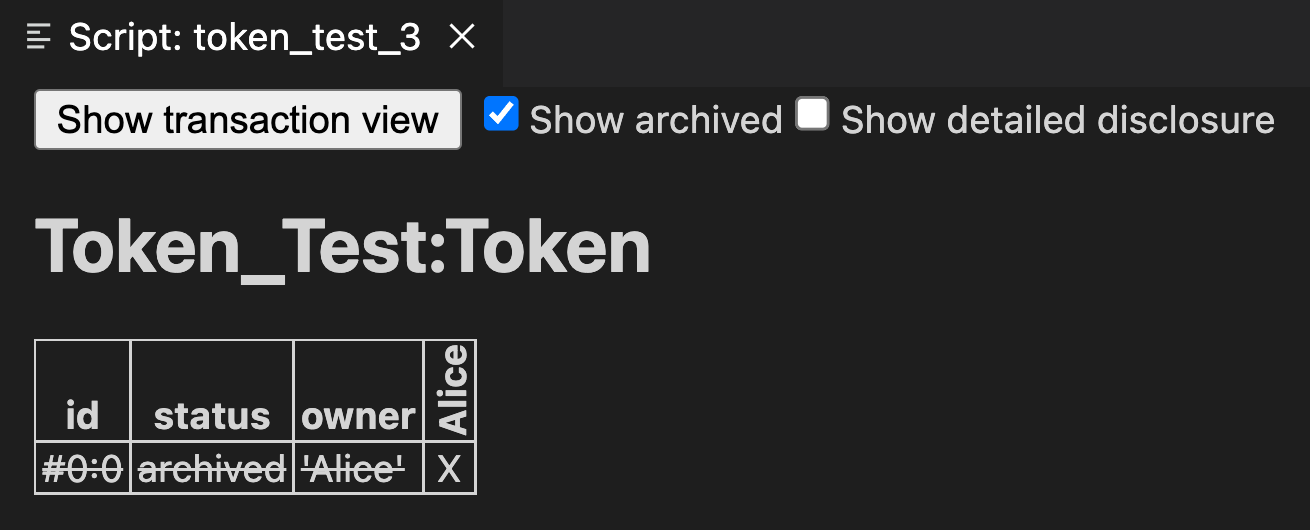 Script: token_test_3
Show transaction view Show archived Show detailed disclosure
Token_Test:Token
id status owner Alice
#0:0 archived 'Alice' X